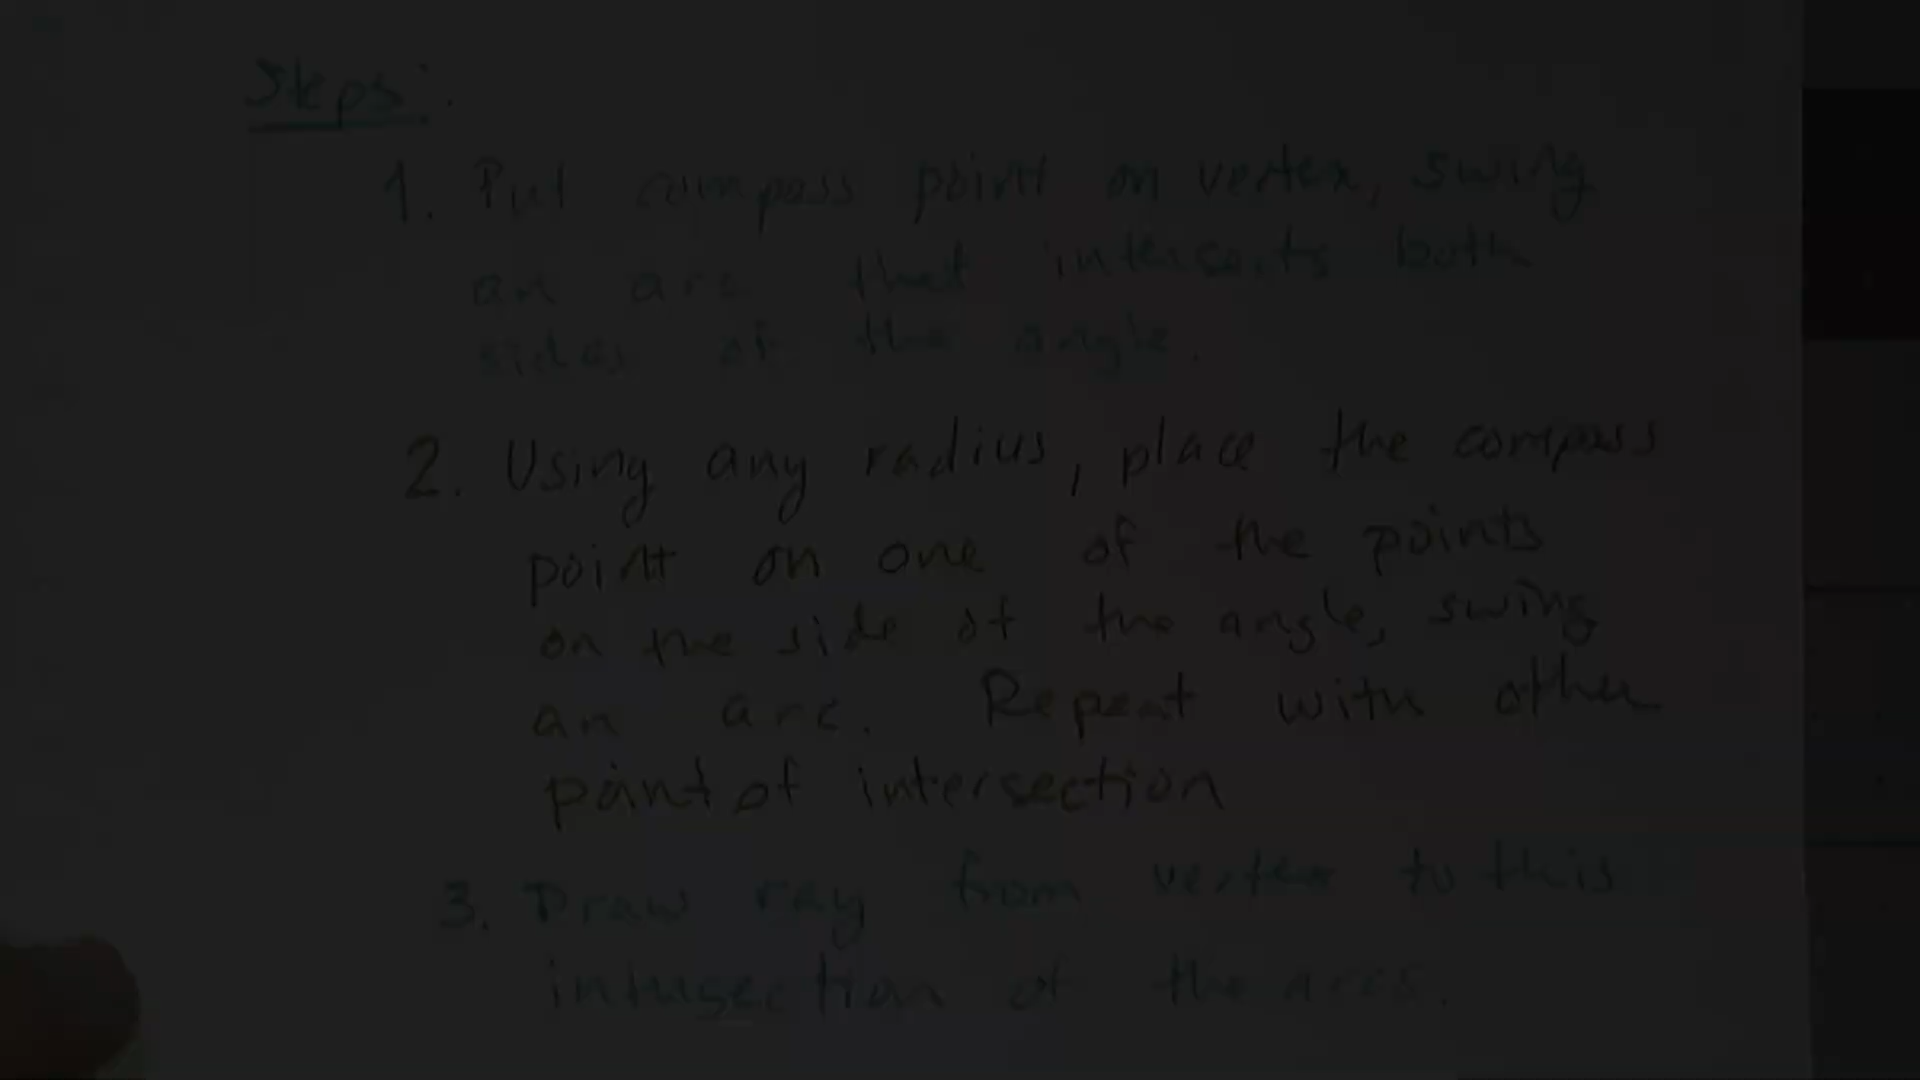 Steps:
1. Put compass point on vertex, swing
an arc that intersects both
sides of the angle.
2. Using any radius, place the compass
point on one of the points
on the side of the angle, swing
an arc. Repeat with other
point of intersection
3. Draw ray from vertex to this
intersection of the arcs.